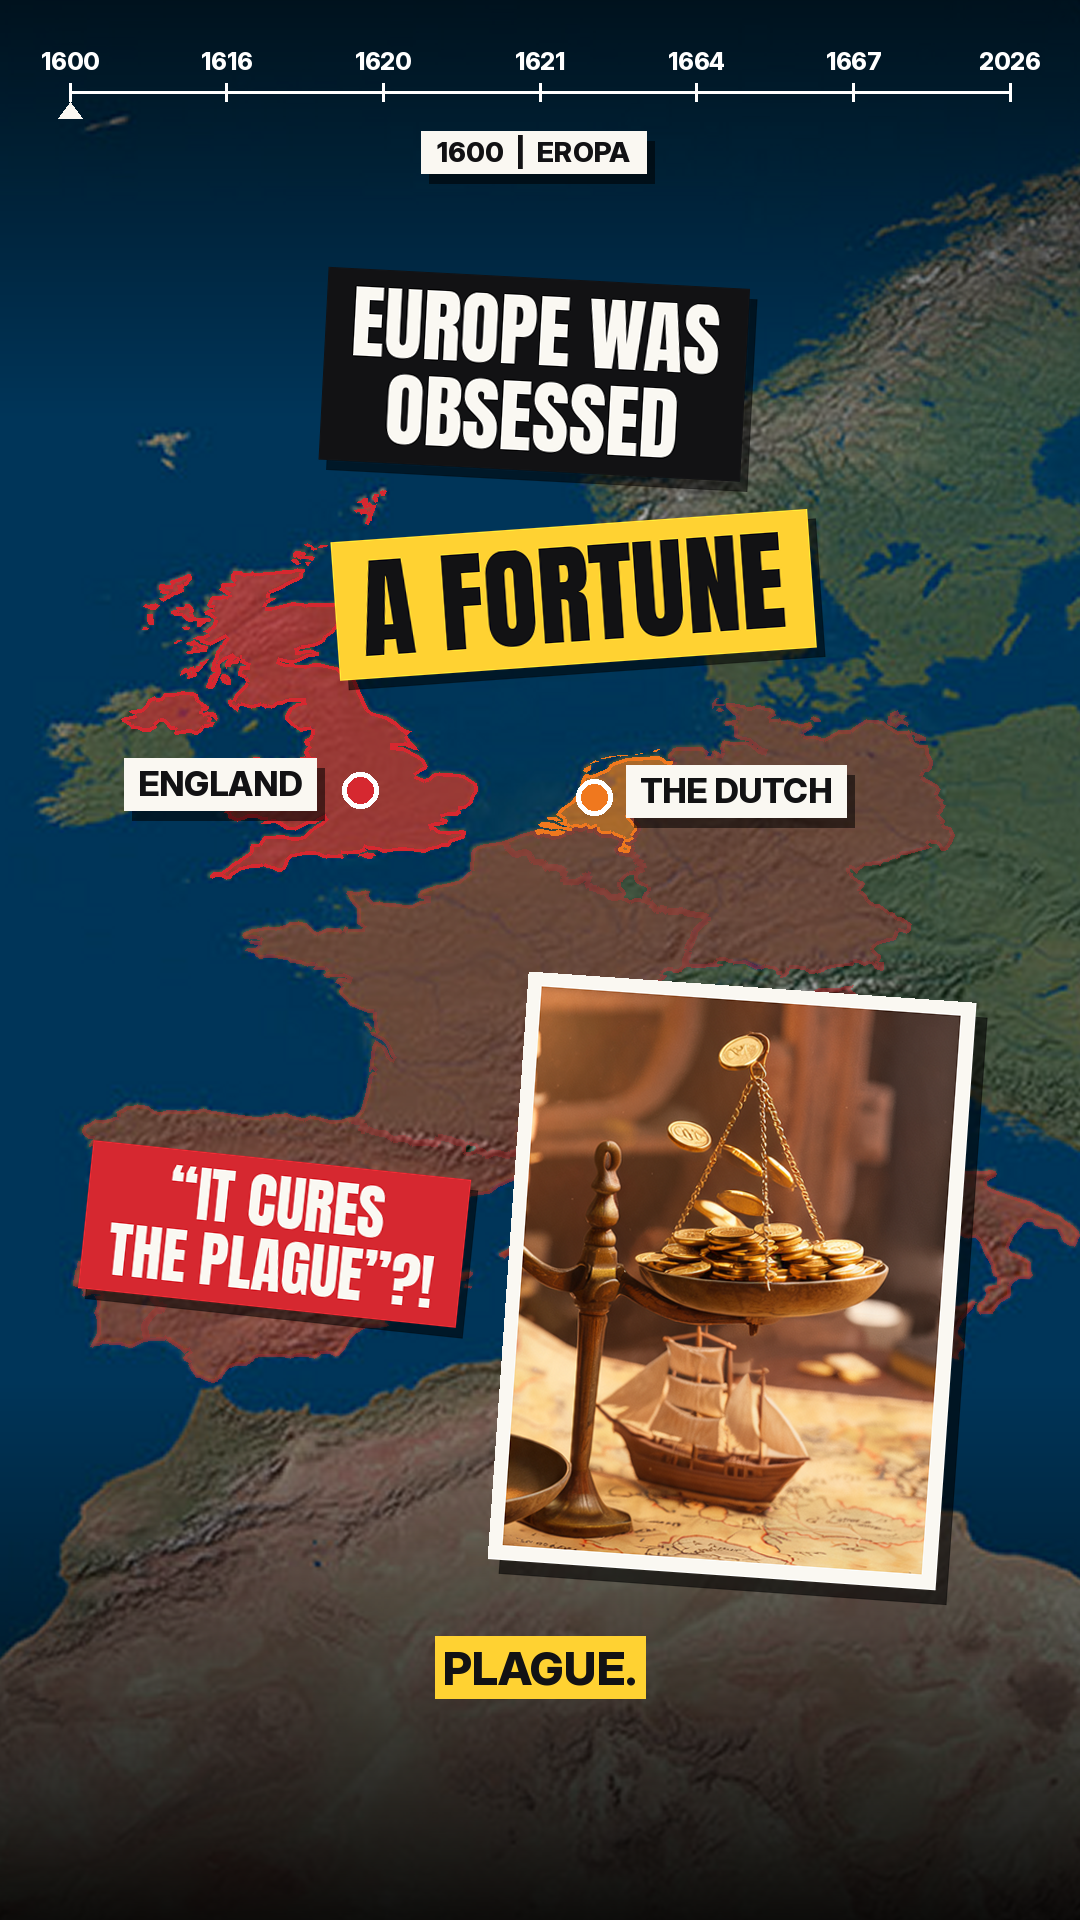 1600 1616 1620 1621 1664 1667 2026
1600 | EROPA
EUROPE WAS
OBSESSED
A FORTUNE
ENGLAND
THE DUTCH
“IT CURES
THE PLAGUE”?!
PLAGUE.